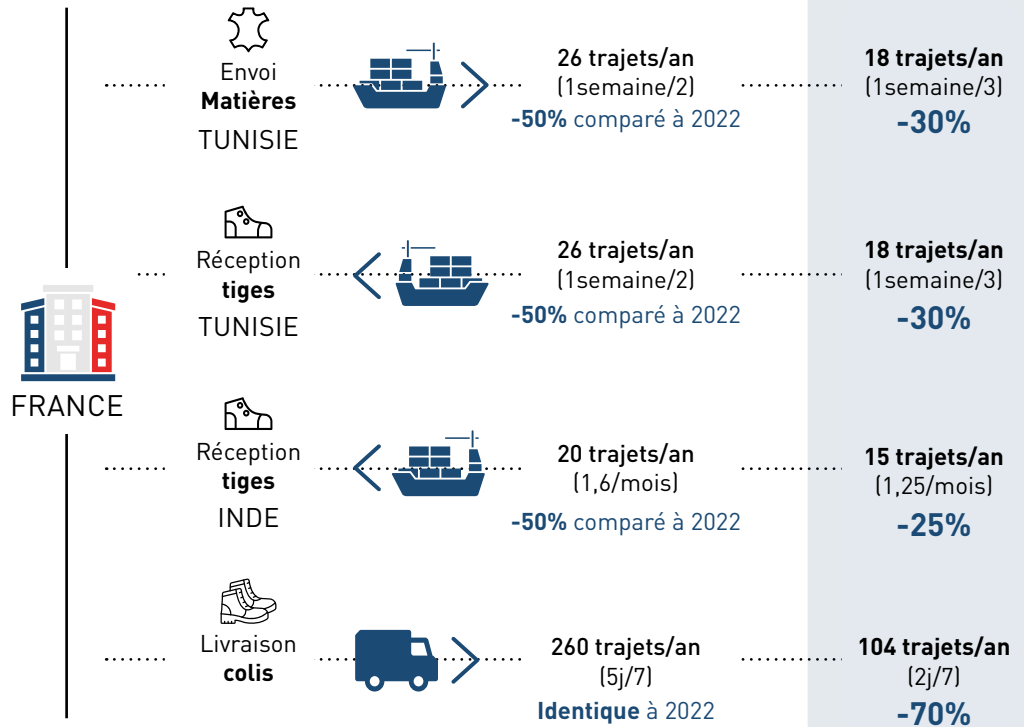 Envoi
Matières
TUNISIE
26 trajets/an
(1semaine/2)
-50% comparé à 2022
18 trajets/an
(1semaine/3)
-30%
Réception
tiges
TUNISIE
26 trajets/an
(1semaine/2)
-50% comparé à 2022
18 trajets/an
(1semaine/3)
-30%
FRANCE
Réception
tiges
INDE
20 trajets/an
(1,6/mois)
-50% comparé à 2022
15 trajets/an
(1,25/mois)
-25%
Livraison
colis
260 trajets/an
(5j/7)
Identique à 2022
104 trajets/an
(2j/7)
-70%